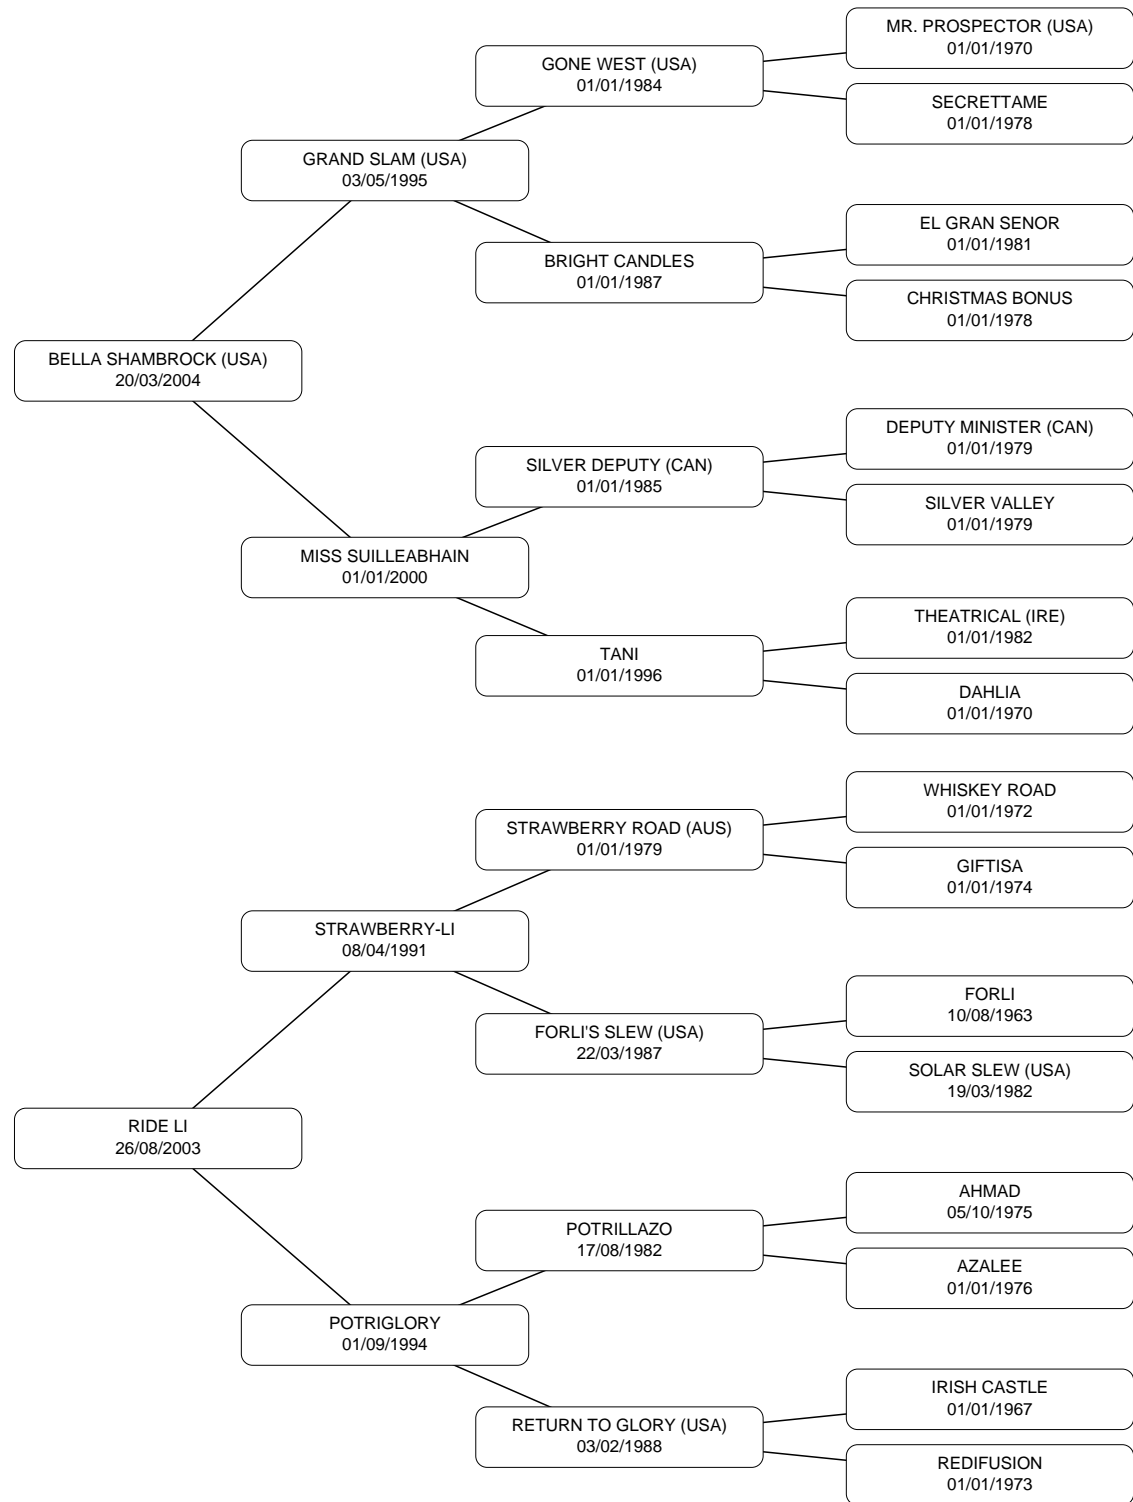 MR. PROSPECTOR (USA)
01/01/1970
GONE WEST (USA)
01/01/1984
SECRETTAME
01/01/1978
GRAND SLAM (USA)
03/05/1995
EL GRAN SENOR
01/01/1981
BRIGHT CANDLES
01/01/1987
CHRISTMAS BONUS
01/01/1978
BELLA SHAMBROCK (USA)
20/03/2004
DEPUTY MINISTER (CAN)
01/01/1979
SILVER DEPUTY (CAN)
01/01/1985
SILVER VALLEY
01/01/1979
MISS SUILLEABHAIN
01/01/2000
THEATRICAL (IRE)
01/01/1982
TANI
01/01/1996
DAHLIA
01/01/1970
WHISKEY ROAD
01/01/1972
STRAWBERRY ROAD (AUS)
01/01/1979
GIFTISA
01/01/1974
STRAWBERRY-LI
08/04/1991
FORLI
10/08/1963
FORLI'S SLEW (USA)
22/03/1987
SOLAR SLEW (USA)
19/03/1982
RIDE LI
26/08/2003
AHMAD
05/10/1975
POTRILLAZO
17/08/1982
AZALEE
01/01/1976
POTRIGLORY
01/09/1994
IRISH CASTLE
01/01/1967
RETURN TO GLORY (USA)
03/02/1988
REDIFUSION
01/01/1973